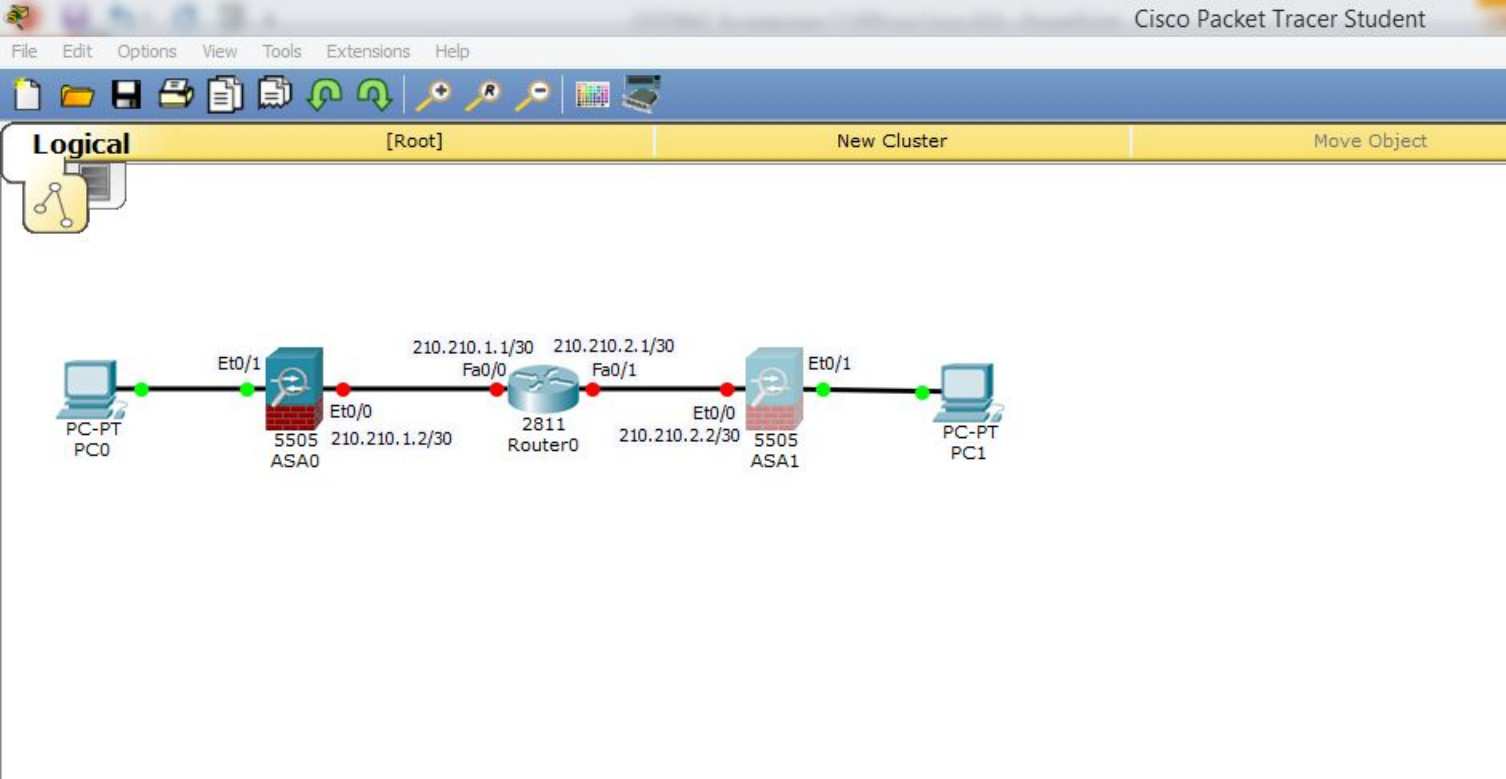 Cisco Packet Tracer Student
File Edit Options View Tools Extensions Help
Logical [Root] New Cluster Move Object
210.210.1.1/30 210.210.2.1/30
Et0/1 Fa0/0 Fa0/1 Et0/1
Et0/0 Et0/0
PC-PT 5505 210.210.1.2/30 2811 210.210.2.2/30 5505 PC-PT
PC0 ASA0 Router0 ASA1 PC1